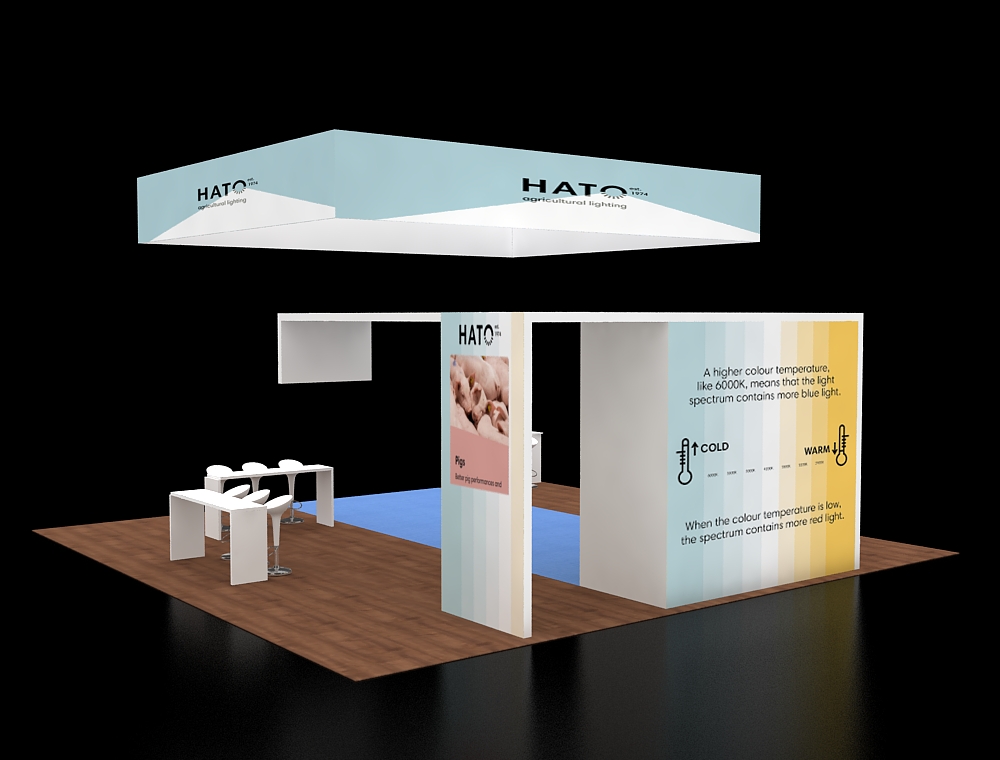 HATO est. 1974
agricultural lighting
HATO est. 1974
agricultural lighting
HATO
Pigs
Better pig performances and
A higher colour temperature,
like 6000K, means that the light
spectrum contains more blue light.
COLD
WARM
When the colour temperature is low,
the spectrum contains more red light.